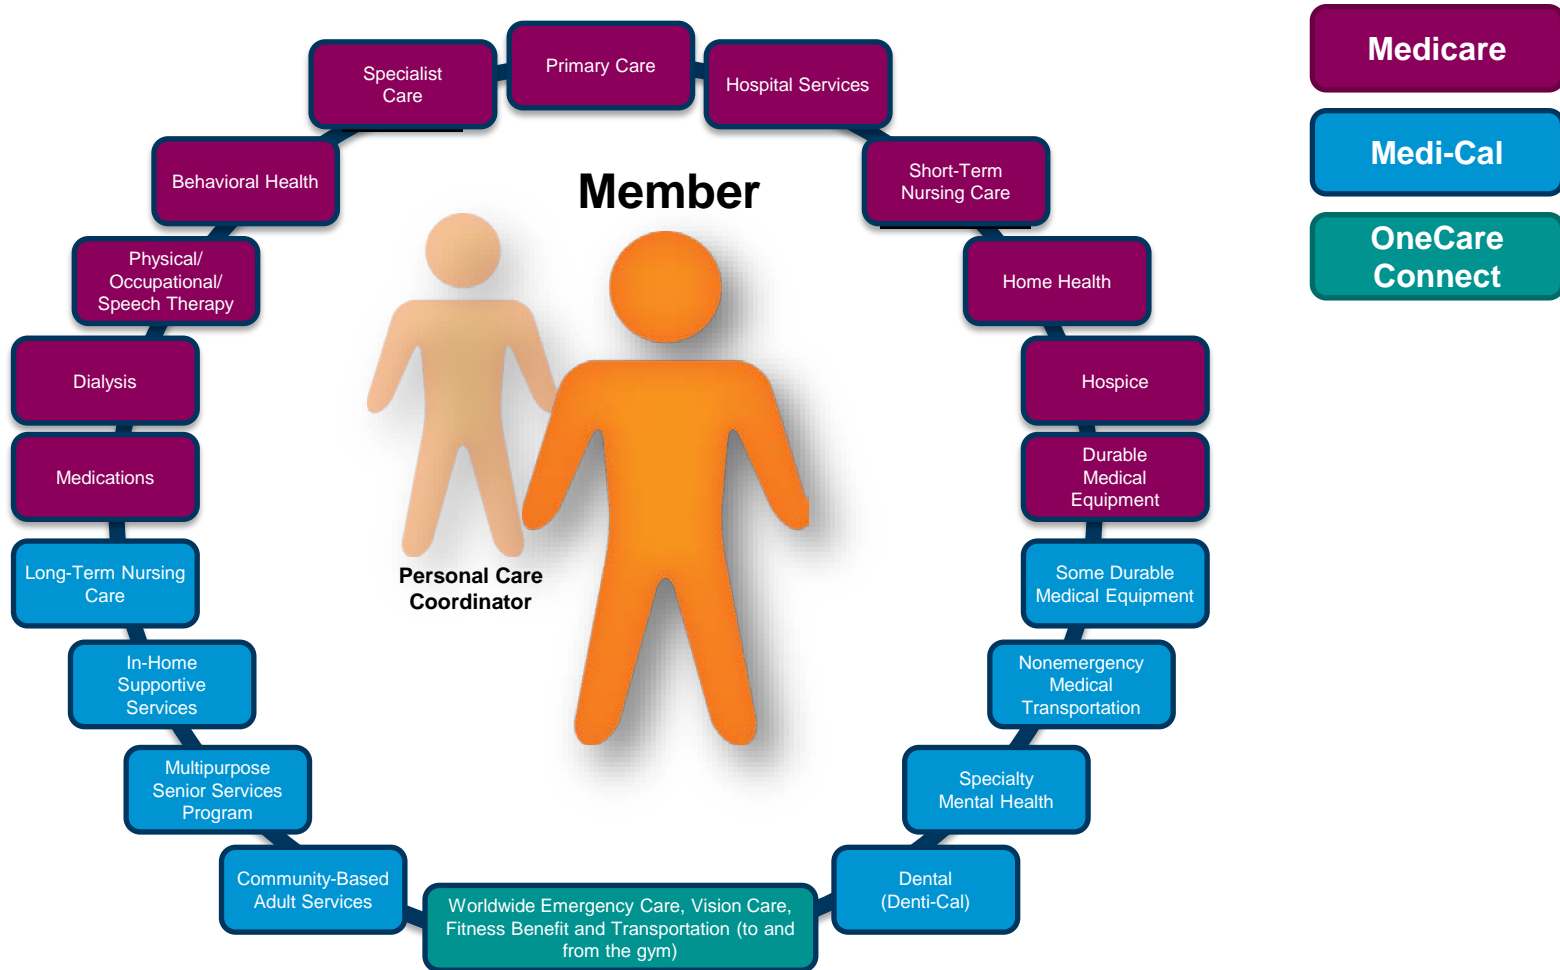 Primary Care
Specialist
Care
Hospital Services
Behavioral Health
Short-Term
Nursing Care
Physical/
Occupational/
Speech Therapy
Home Health
Dialysis
Hospice
Medications
Durable
Medical
Equipment
Long-Term Nursing
Care
Some Durable
Medical Equipment
In-Home
Supportive
Services
Nonemergency
Medical
Transportation
Multipurpose
Senior Services
Program
Specialty
Mental Health
Community-Based
Adult Services
Dental
(Denti-Cal)
Worldwide Emergency Care, Vision Care,
Fitness Benefit and Transportation (to and
from the gym)
Member
Personal Care
Coordinator
Medicare
Medi-Cal
OneCare
Connect